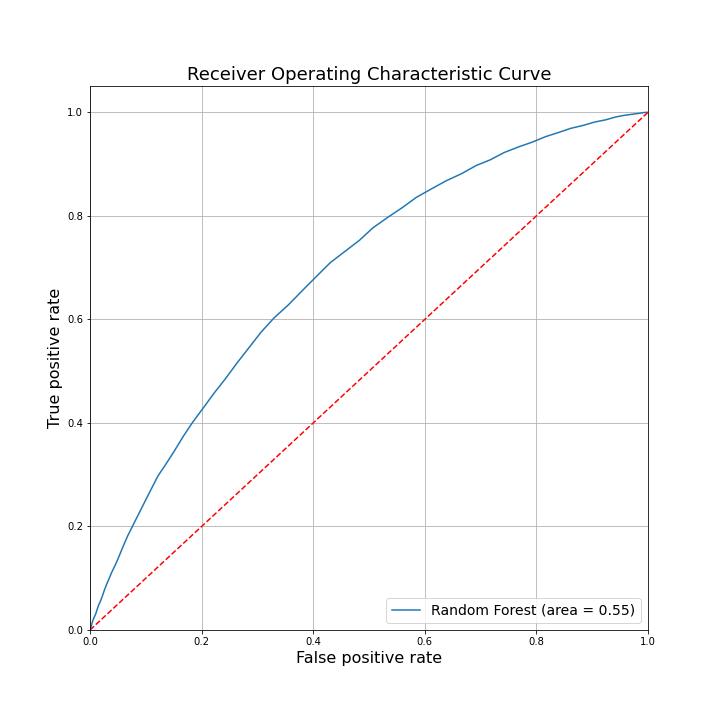 Receiver Operating Characteristic Curve
1.0
0.8
0.6
0.4
0.2
0.0
True positive rate
Random Forest (area = 0.55)
0.0 0.2 0.4 0.6 0.8 1.0
False positive rate